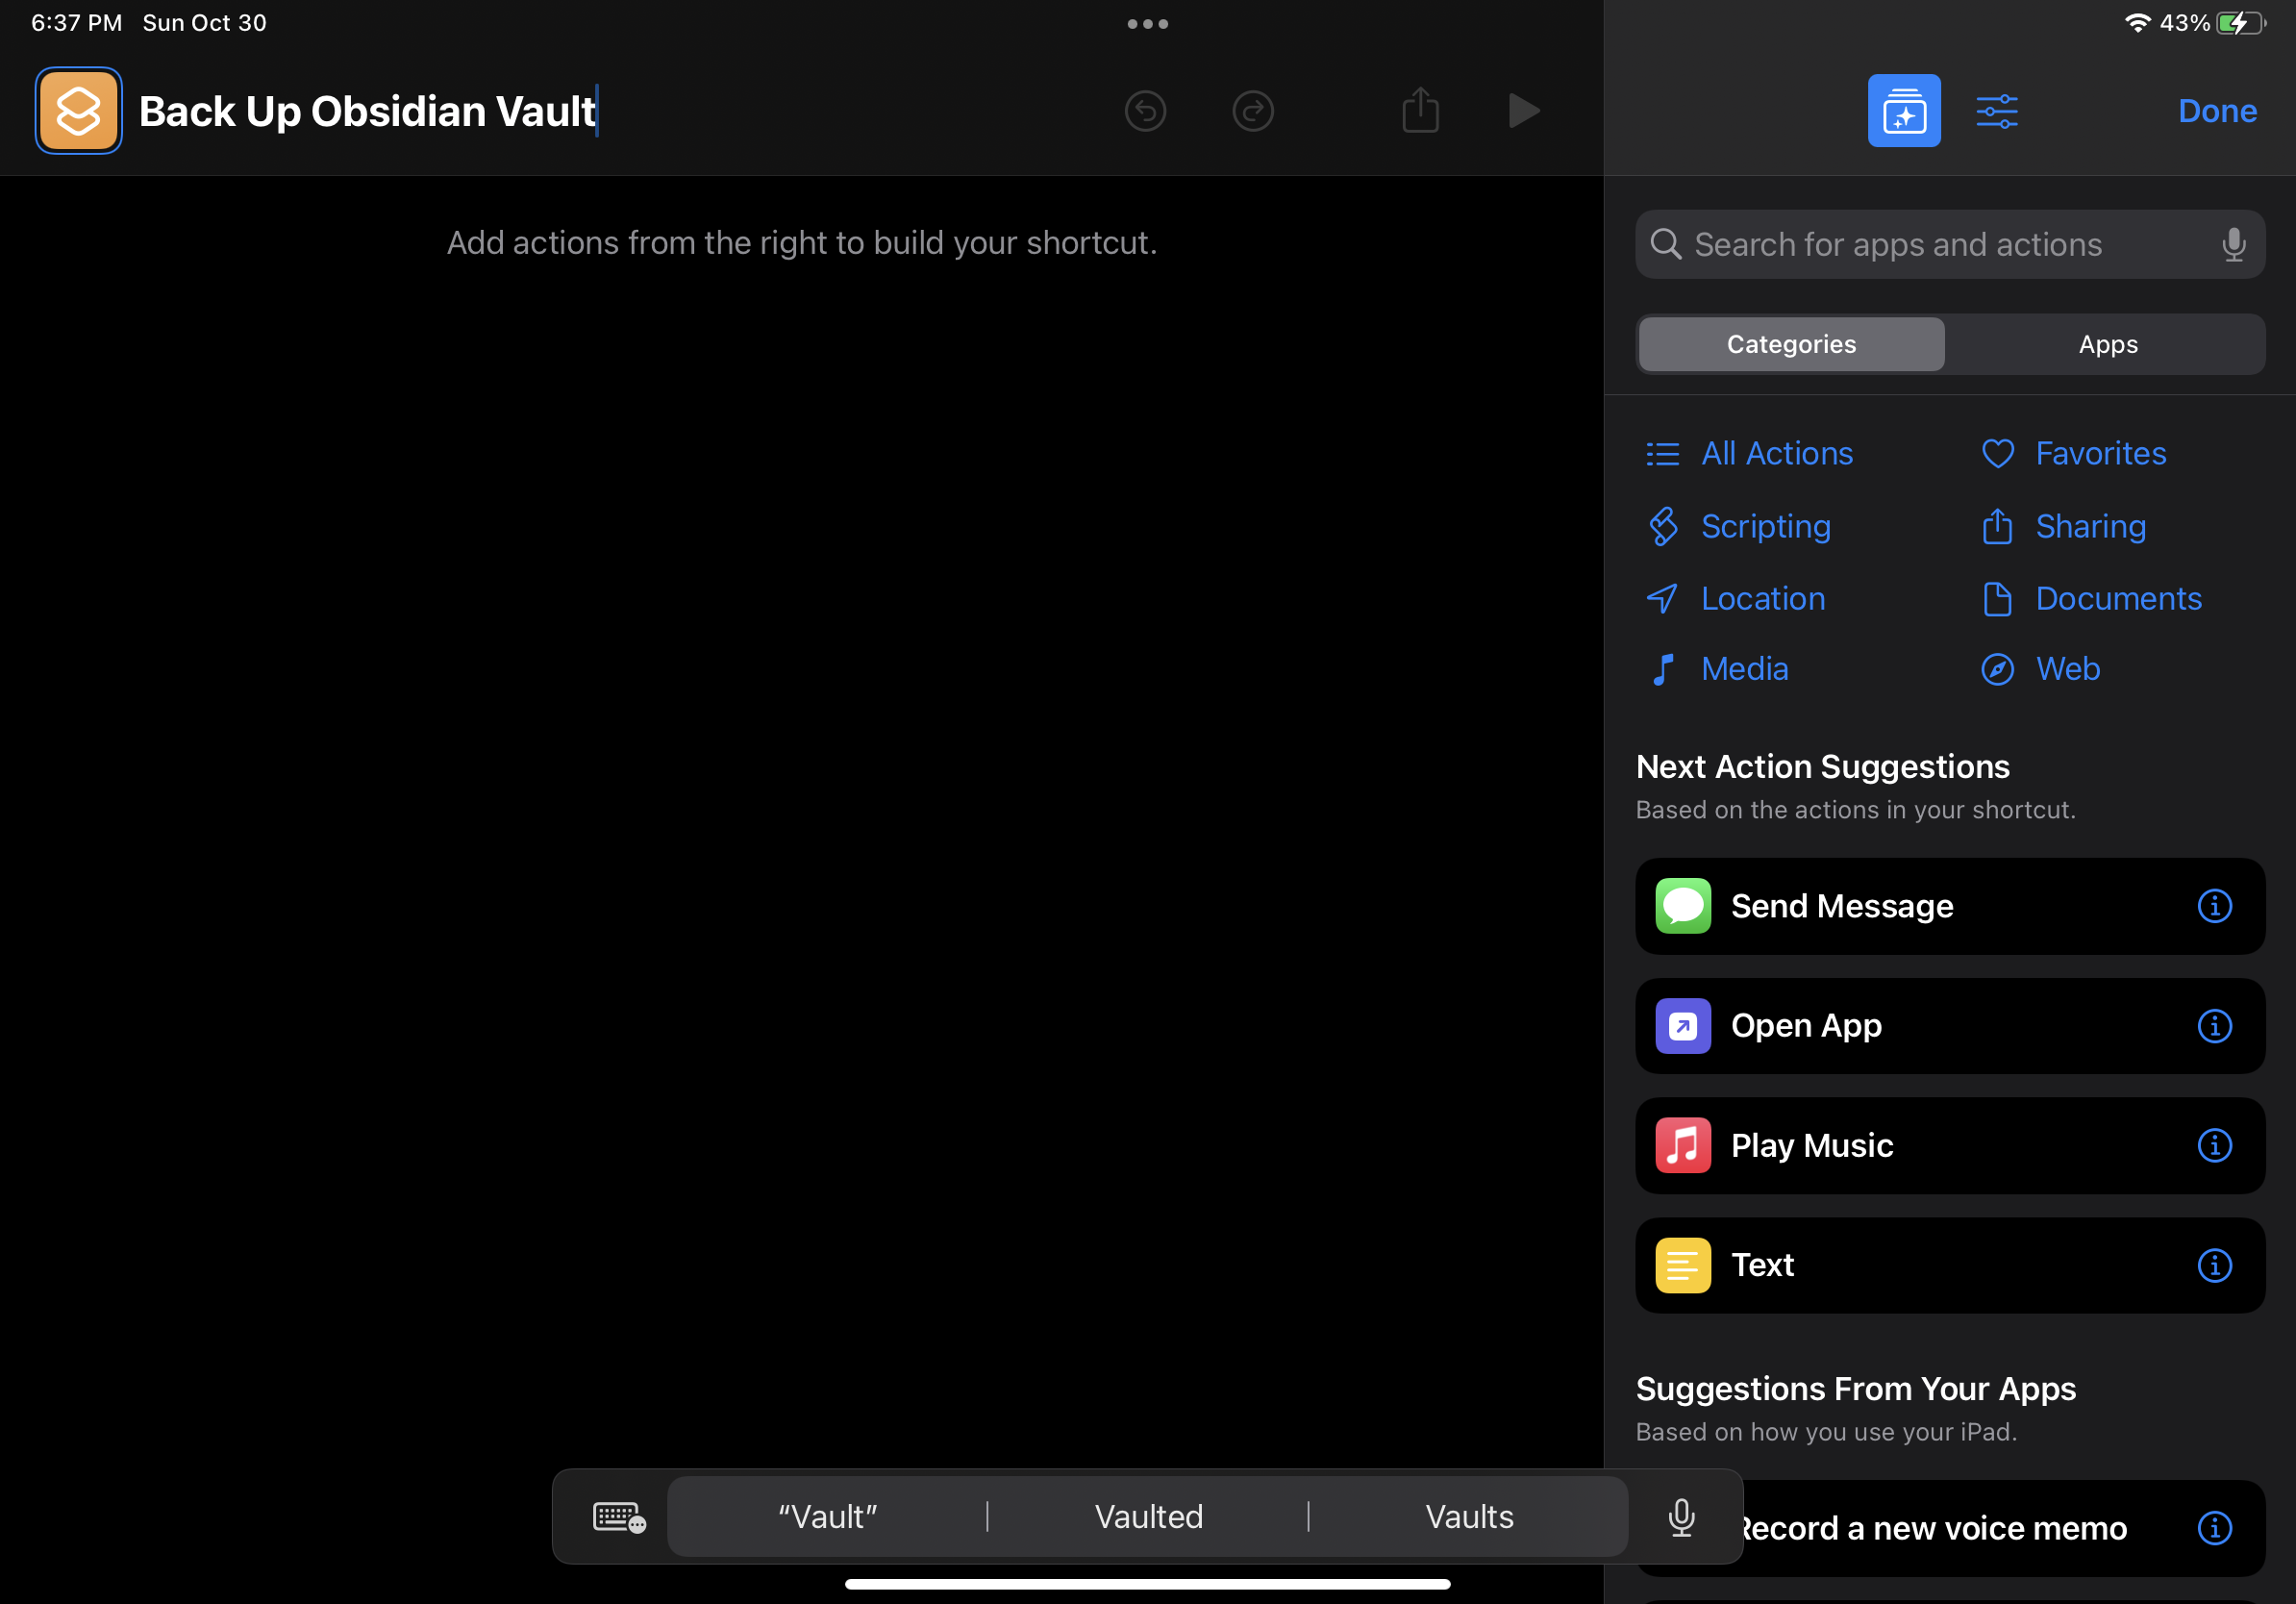 6:37 PM Sun Oct 30
43%
Back Up Obsidian Vault
Done
Add actions from the right to build your shortcut.
Search for apps and actions
Categories Apps
All Actions Favorites
Scripting Sharing
Location Documents
Media Web
Next Action Suggestions
Based on the actions in your shortcut.
Send Message
Open App
Play Music
Text
Suggestions From Your Apps
Based on how you use your iPad.
Record a new voice memo
“Vault” Vaulted Vaults